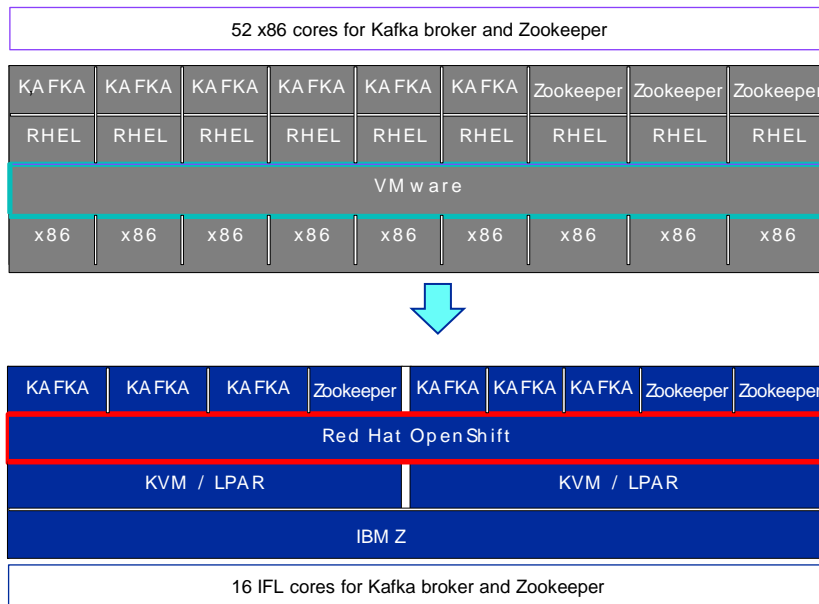 52 x86 cores for Kafka broker and Zookeeper
KAFKA KAFKA KAFKA KAFKA KAFKA KAFKA Zookeeper Zookeeper Zookeeper
RHEL RHEL RHEL RHEL RHEL RHEL RHEL RHEL RHEL
VMware
x86 x86 x86 x86 x86 x86 x86 x86 x86
KAFKA KAFKA KAFKA Zookeeper KAFKA KAFKA KAFKA Zookeeper Zookeeper
Red Hat OpenShift
KVM / LPAR KVM / LPAR
IBM Z
16 IFL cores for Kafka broker and Zookeeper